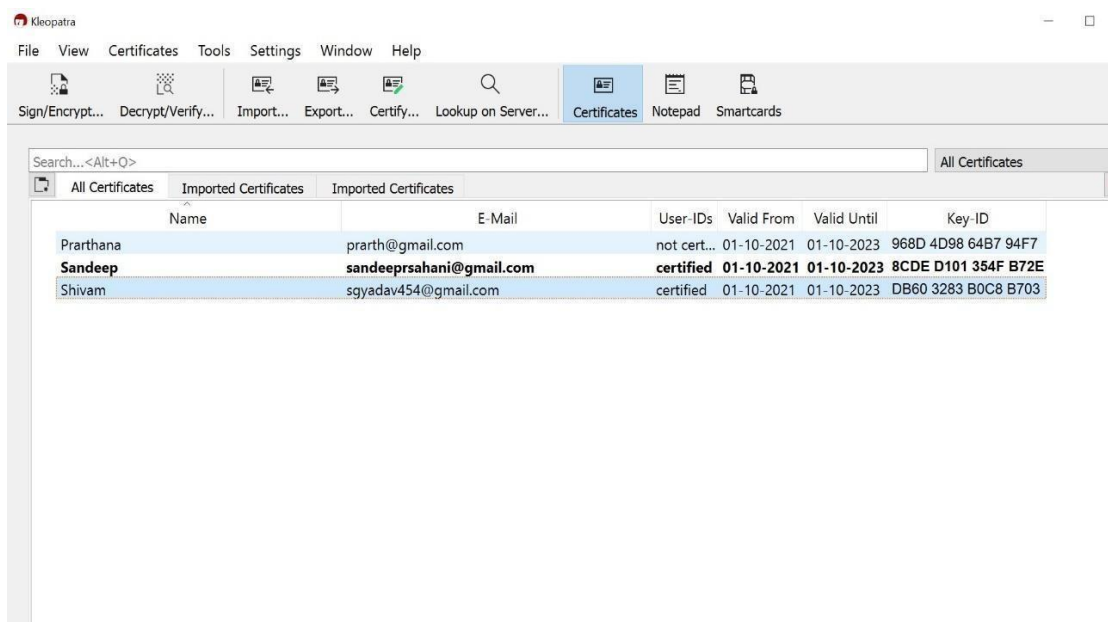 Kleopatra
File View Certificates Tools Settings Window Help
Sign/Encrypt... Decrypt/Verify... Import... Export... Certify... Lookup on Server... Certificates Notepad Smartcards
Search...<Alt+Q> All Certificates
All Certificates Imported Certificates Imported Certificates
Name E-Mail User-IDs Valid From Valid Until Key-ID
Prarthana prarth@gmail.com not cert... 01-10-2021 01-10-2023 968D 4D98 64B7 94F7
Sandeep sandeeprsahani@gmail.com certified 01-10-2021 01-10-2023 8CDE D101 354F B72E
Shivam sgyadav454@gmail.com certified 01-10-2021 01-10-2023 DB60 3283 B0C8 B703